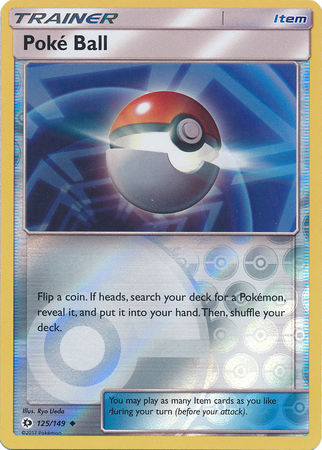 TRAINER Item
Poké Ball
Flip a coin. If heads, search your deck for a Pokémon,
reveal it, and put it into your hand. Then, shuffle your
deck.
Illus. Ryo Ueda
125/149 ◆
©2017 Pokémon
You may play as many Item cards as you like
during your turn (before your attack).